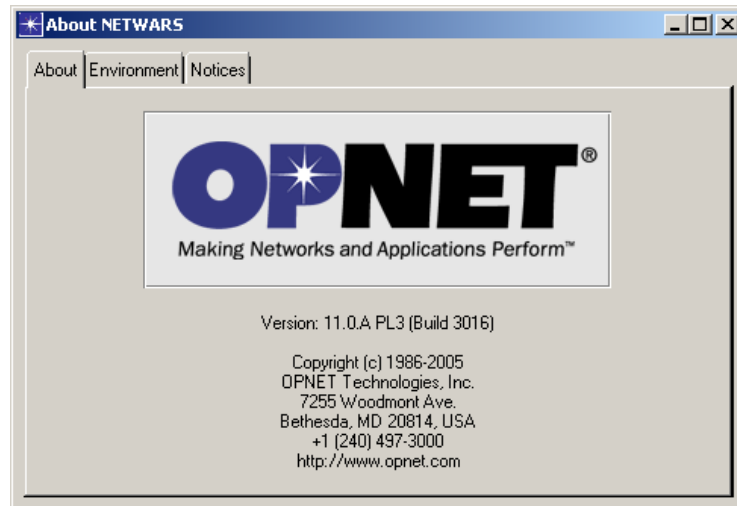 About NETWARS
About Environment Notices
OPNET®
Making Networks and Applications Perform™
Version: 11.0.A PL3 (Build 3016)
Copyright (c) 1986-2005
OPNET Technologies, Inc.
7255 Woodmont Ave.
Bethesda, MD 20814, USA
+1 (240) 497-3000
http://www.opnet.com